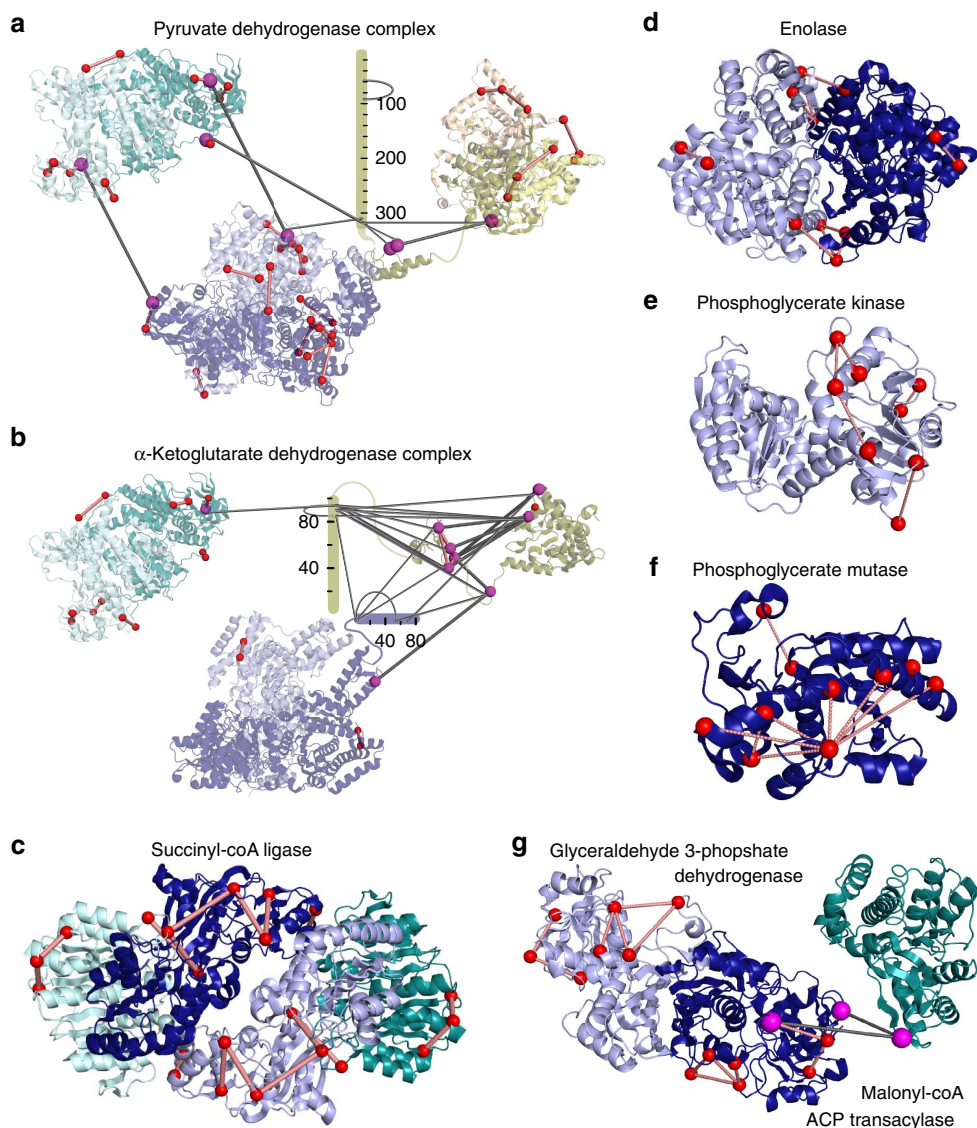 a
Pyruvate dehydrogenase complex
100
200
300
b
α-Ketoglutarate dehydrogenase complex
80
40
40 80
c
Succinyl-coA ligase
d
Enolase
e
Phosphoglycerate kinase
f
Phosphoglycerate mutase
g
Glyceraldehyde 3-phopshate
dehydrogenase
Malonyl-coA
ACP transacylase